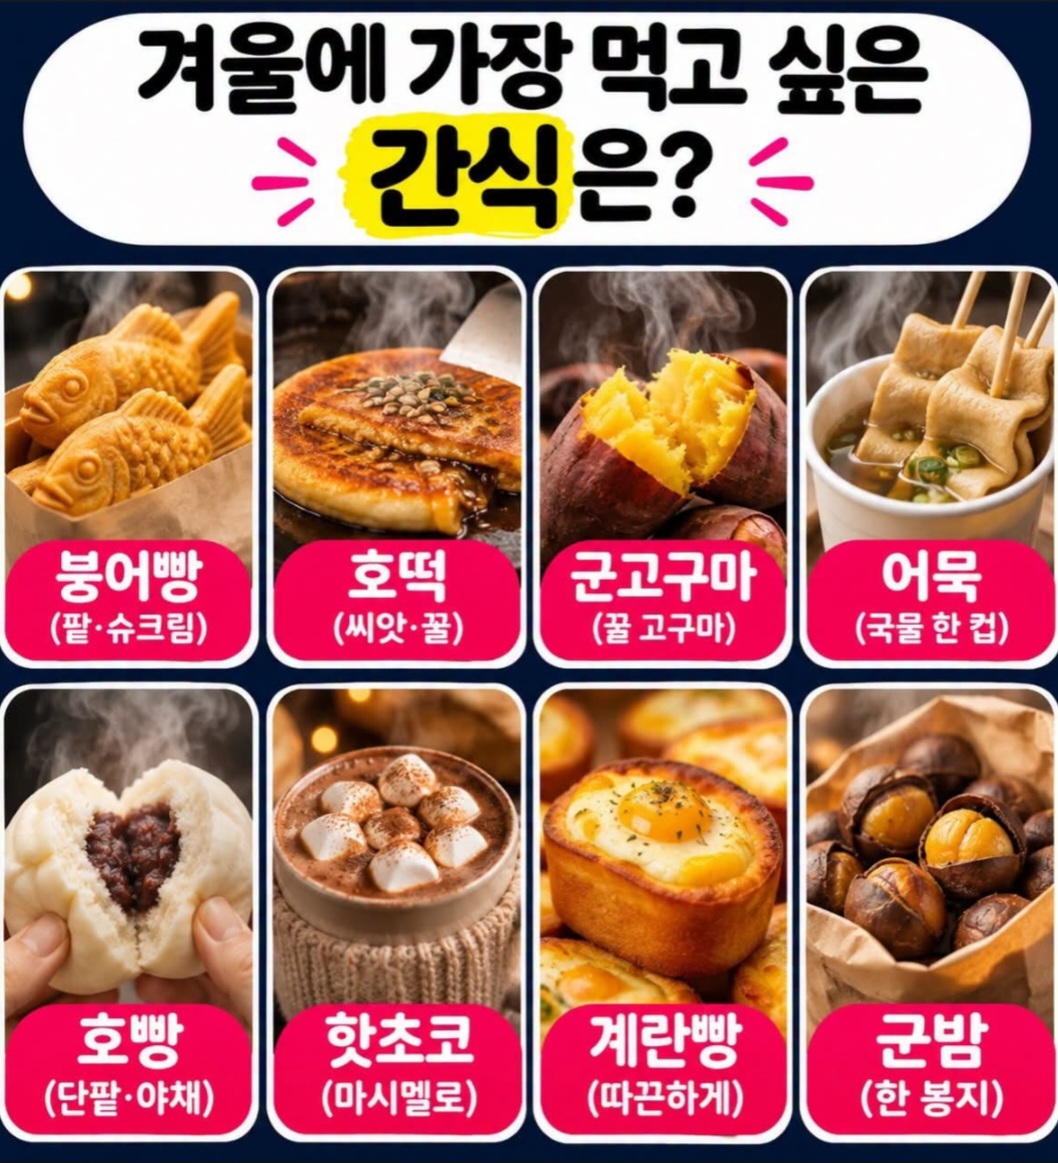 겨울에 가장 먹고 싶은
간식은?
붕어빵
(팥·슈크림)
호떡
(씨앗·꿀)
군고구마
(꿀 고구마)
어묵
(국물 한 컵)
호빵
(단팥·야채)
핫초코
(마시멜로)
계란빵
(따끈하게)
군밤
(한 봉지)